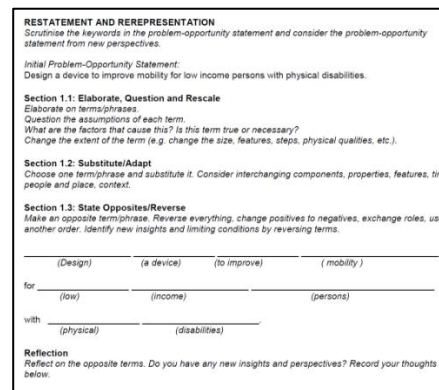 RESTATEMENT AND REREPRESENTATION
Scrutinise the keywords in the problem-opportunity statement and consider the problem-opportunity
statement from new perspectives.
Initial Problem-Opportunity Statement:
Design a device to improve mobility for low income persons with physical disabilities.
Section 1.1: Elaborate, Question and Rescale
Elaborate on terms/phrases.
Question the assumptions of each term.
What are the factors that cause this? Is this term true or necessary?
Change the extent of the term (e.g. change the size, features, steps, physical qualities, etc.).
Section 1.2: Substitute/Adapt
Choose one term/phrase and substitute it. Consider interchanging components, properties, features,
people and place, context.
Section 1.3: State Opposites/Reverse
Make an opposite term/phrase. Reverse everything, change positives to negatives, exchange roles,
another order. Identify new insights and limiting conditions by reversing terms.
(Design) (a device) (to improve) ( mobility )
for
(low) (income) (persons)
with .
(physical) (disabilities)
Reflection
Reflect on the opposite terms. Do you have any new insights and perspectives? Record your thoughts
below.